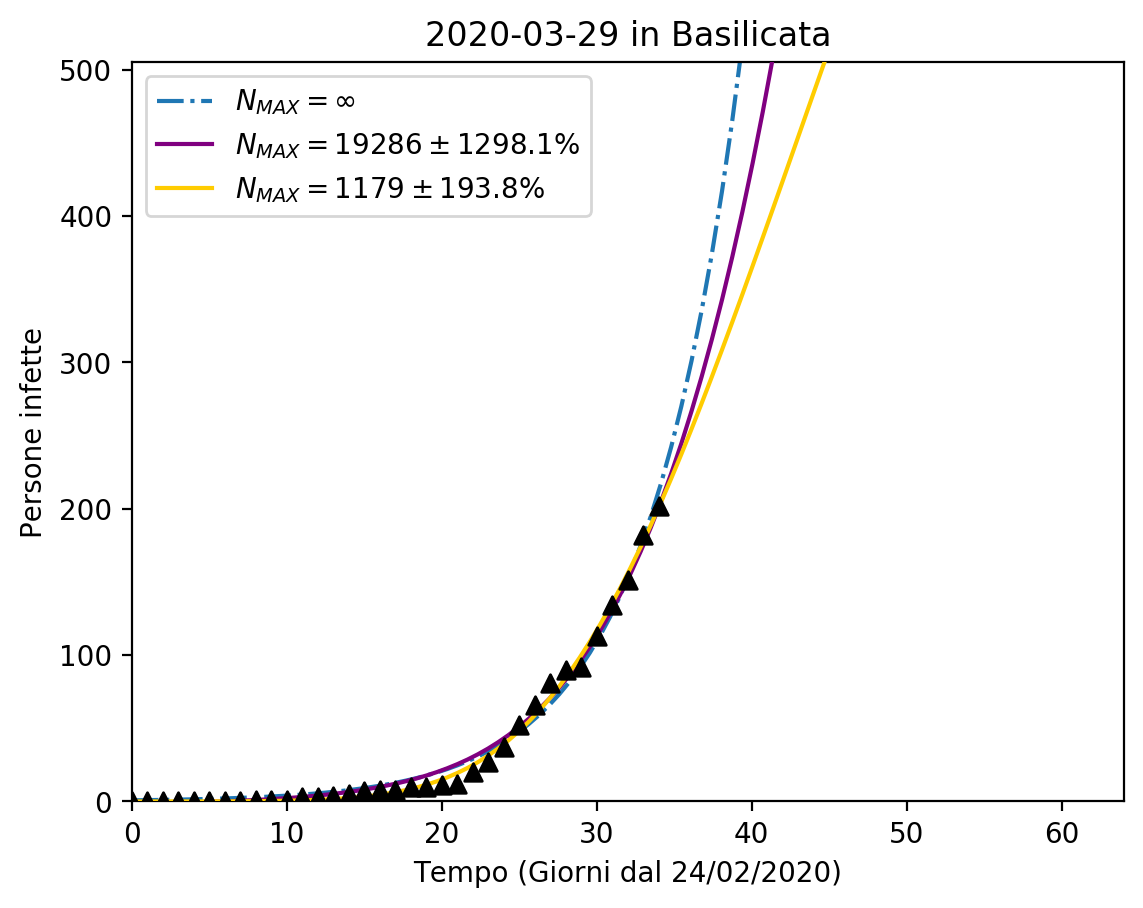 2020-03-29 in Basilicata
N_MAX = ∞
N_MAX = 19286 ± 1298.1%
N_MAX = 1179 ± 193.8%
Persone infette
500
400
300
200
100
0
0 10 20 30 40 50 60
Tempo (Giorni dal 24/02/2020)